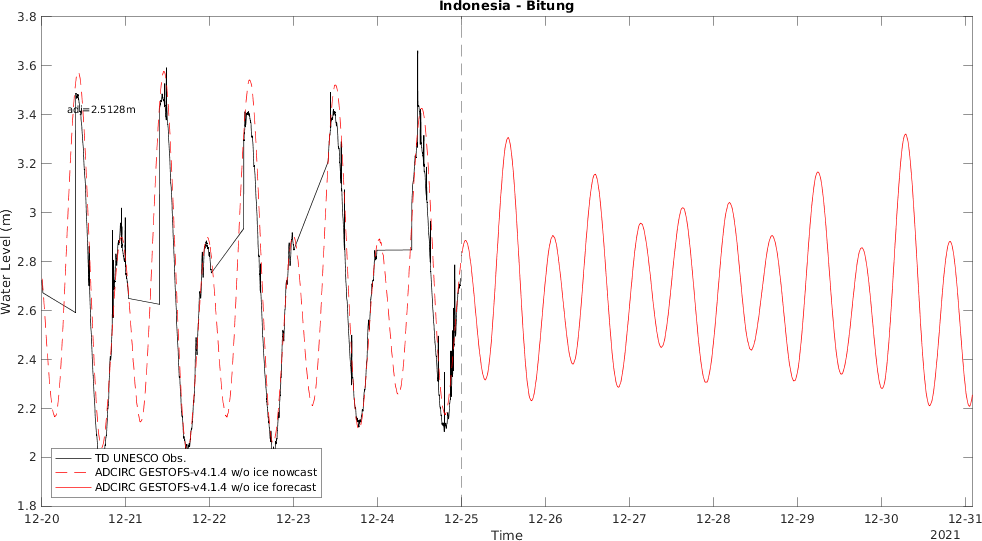 Indonesia - Bitung
3.8
3.6
3.4
3.2
3
2.8
2.6
2.4
2.2
2
1.8
Water Level (m)
adj=2.5128m
TD UNESCO Obs.
ADCIRC GESTOFS-v4.1.4 w/o ice nowcast
ADCIRC GESTOFS-v4.1.4 w/o ice forecast
12-20 12-21 12-22 12-23 12-24 12-25 12-26 12-27 12-28 12-29 12-30 12-31
Time
2021